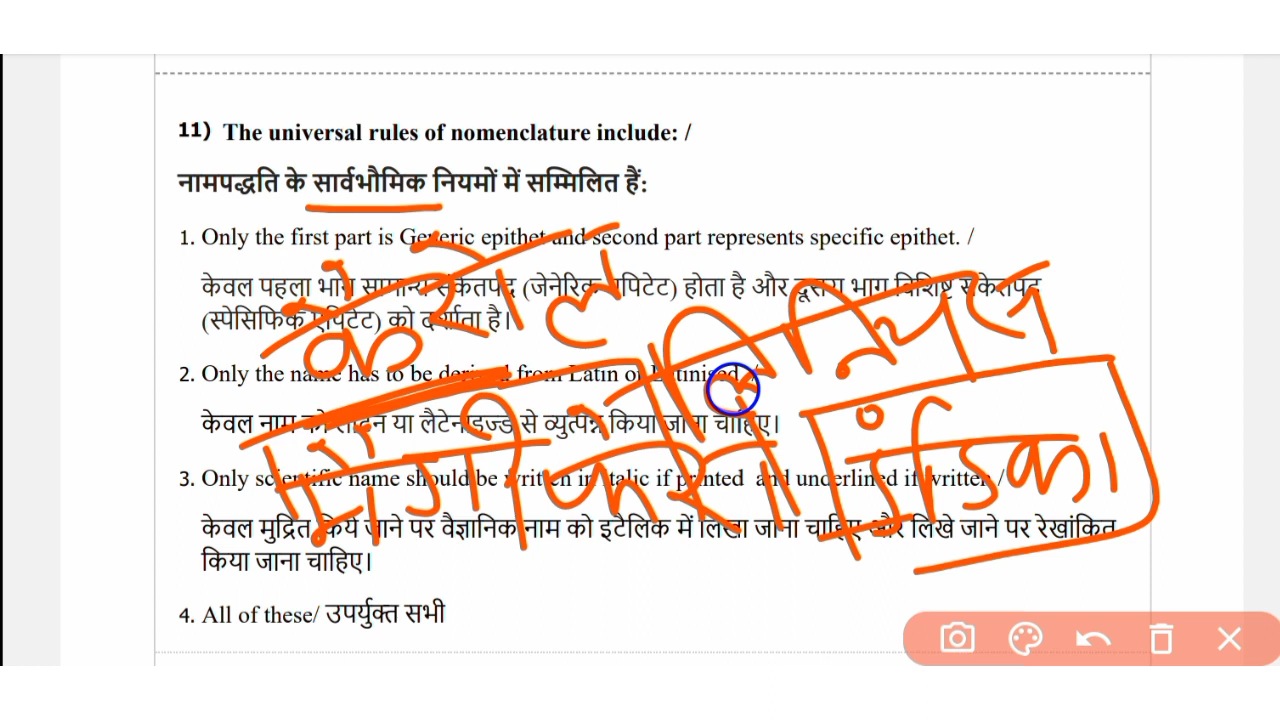 11) The universal rules of nomenclature include: /
नामपद्धति के सार्वभौमिक नियमों में सम्मिलित हैं:
1. Only the first part is Generic epithet and second part represents specific epithet. /
केवल पहला भाग सामान्य संकेतपद (जेनेरिक एपिटेट) होता है और दूसरा भाग विशिष्ट संकेतपद
(स्पेसिफिक एपिटेट) को दर्शाता है।
2. Only the name has to be derived from Latin or Latinised. /
केवल नाम को लैटिन या लैटेनाइज्ड से व्युत्पन्न किया जाना चाहिए।
3. Only scientific name should be written in italic if printed and underlined if written /
केवल मुद्रित किये जाने पर वैज्ञानिक नाम को इटैलिक में लिखा जाना चाहिए और लिखे जाने पर रेखांकित
किया जाना चाहिए।
4. All of these/ उपर्युक्त सभी